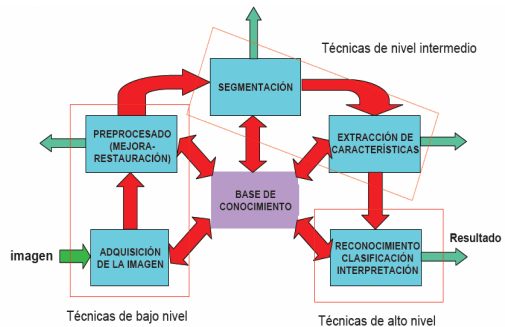 Técnicas de nivel intermedio
SEGMENTACIÓN
PREPROCESADO
(MEJORA-
RESTAURACIÓN)
EXTRACCIÓN DE
CARACTERÍSTICAS
BASE DE
CONOCIMIENTO
imagen
ADQUISICIÓN
DE LA IMAGEN
RECONOCIMIENTO
CLASIFICACIÓN
INTERPRETACIÓN
Resultado
Técnicas de bajo nivel
Técnicas de alto nivel